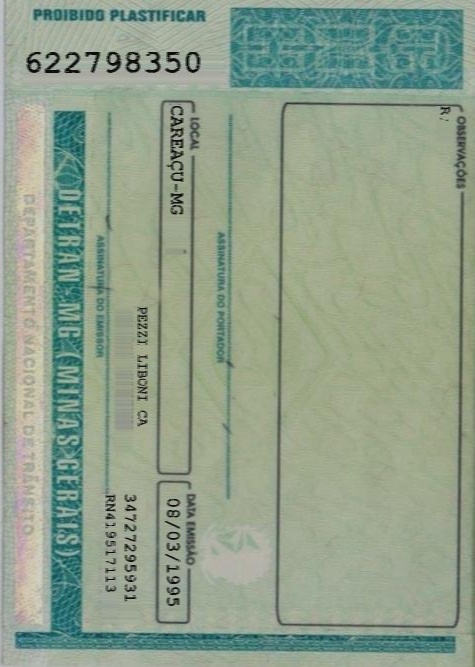 PROIBIDO PLASTIFICAR
622798350
OBSERVAÇÕES
R;
ASSINATURA DO PORTADOR
LOCAL
CAREAÇU-MG
DATA EMISSÃO
08/03/1995
PEZZI LIBONI CA
34727295931
RN419517113
ASSINATURA DO EMISSOR
DETRAN-MG (MINAS GERAIS)
DEPARTAMENTO NACIONAL DE TRÂNSITO